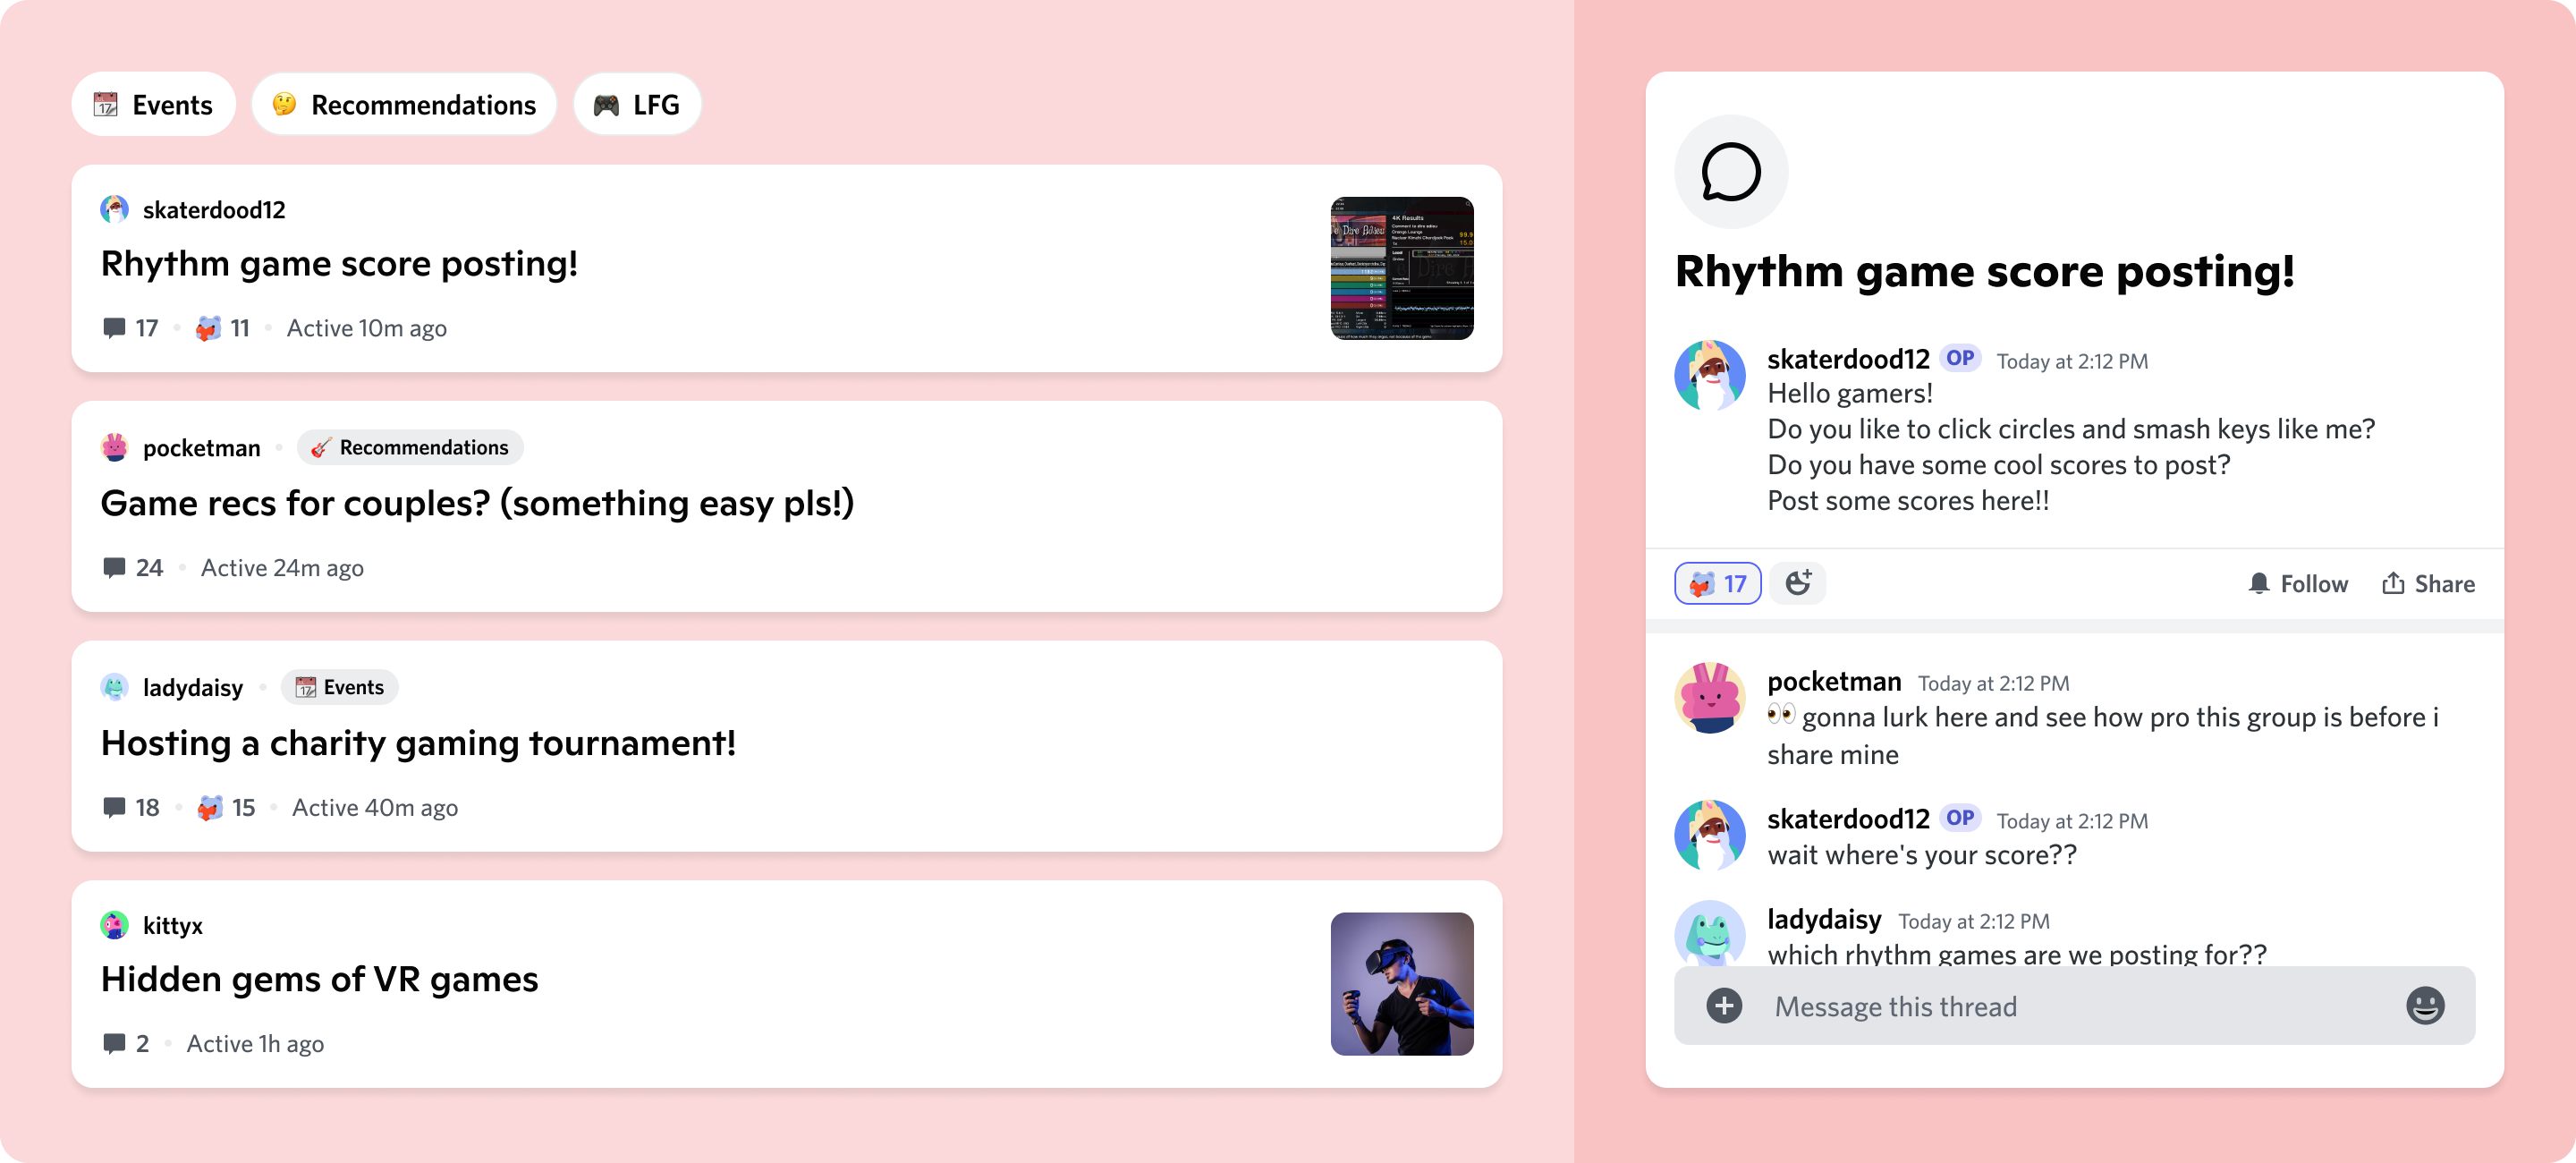 Events
Recommendations
LFG
skaterdood12
Rhythm game score posting!
17 11 Active 10m ago
4K Results
pocketman Recommendations
Game recs for couples? (something easy pls!)
24 Active 24m ago
ladydaisy Events
Hosting a charity gaming tournament!
18 15 Active 40m ago
kittyx
Hidden gems of VR games
2 Active 1h ago
Rhythm game score posting!
skaterdood12 OP Today at 2:12 PM
Hello gamers!
Do you like to click circles and smash keys like me?
Do you have some cool scores to post?
Post some scores here!!
17
Follow
Share
pocketman Today at 2:12 PM
gonna lurk here and see how pro this group is before i
share mine
skaterdood12 OP Today at 2:12 PM
wait where's your score??
ladydaisy Today at 2:12 PM
which rhythm games are we posting for??
Message this thread